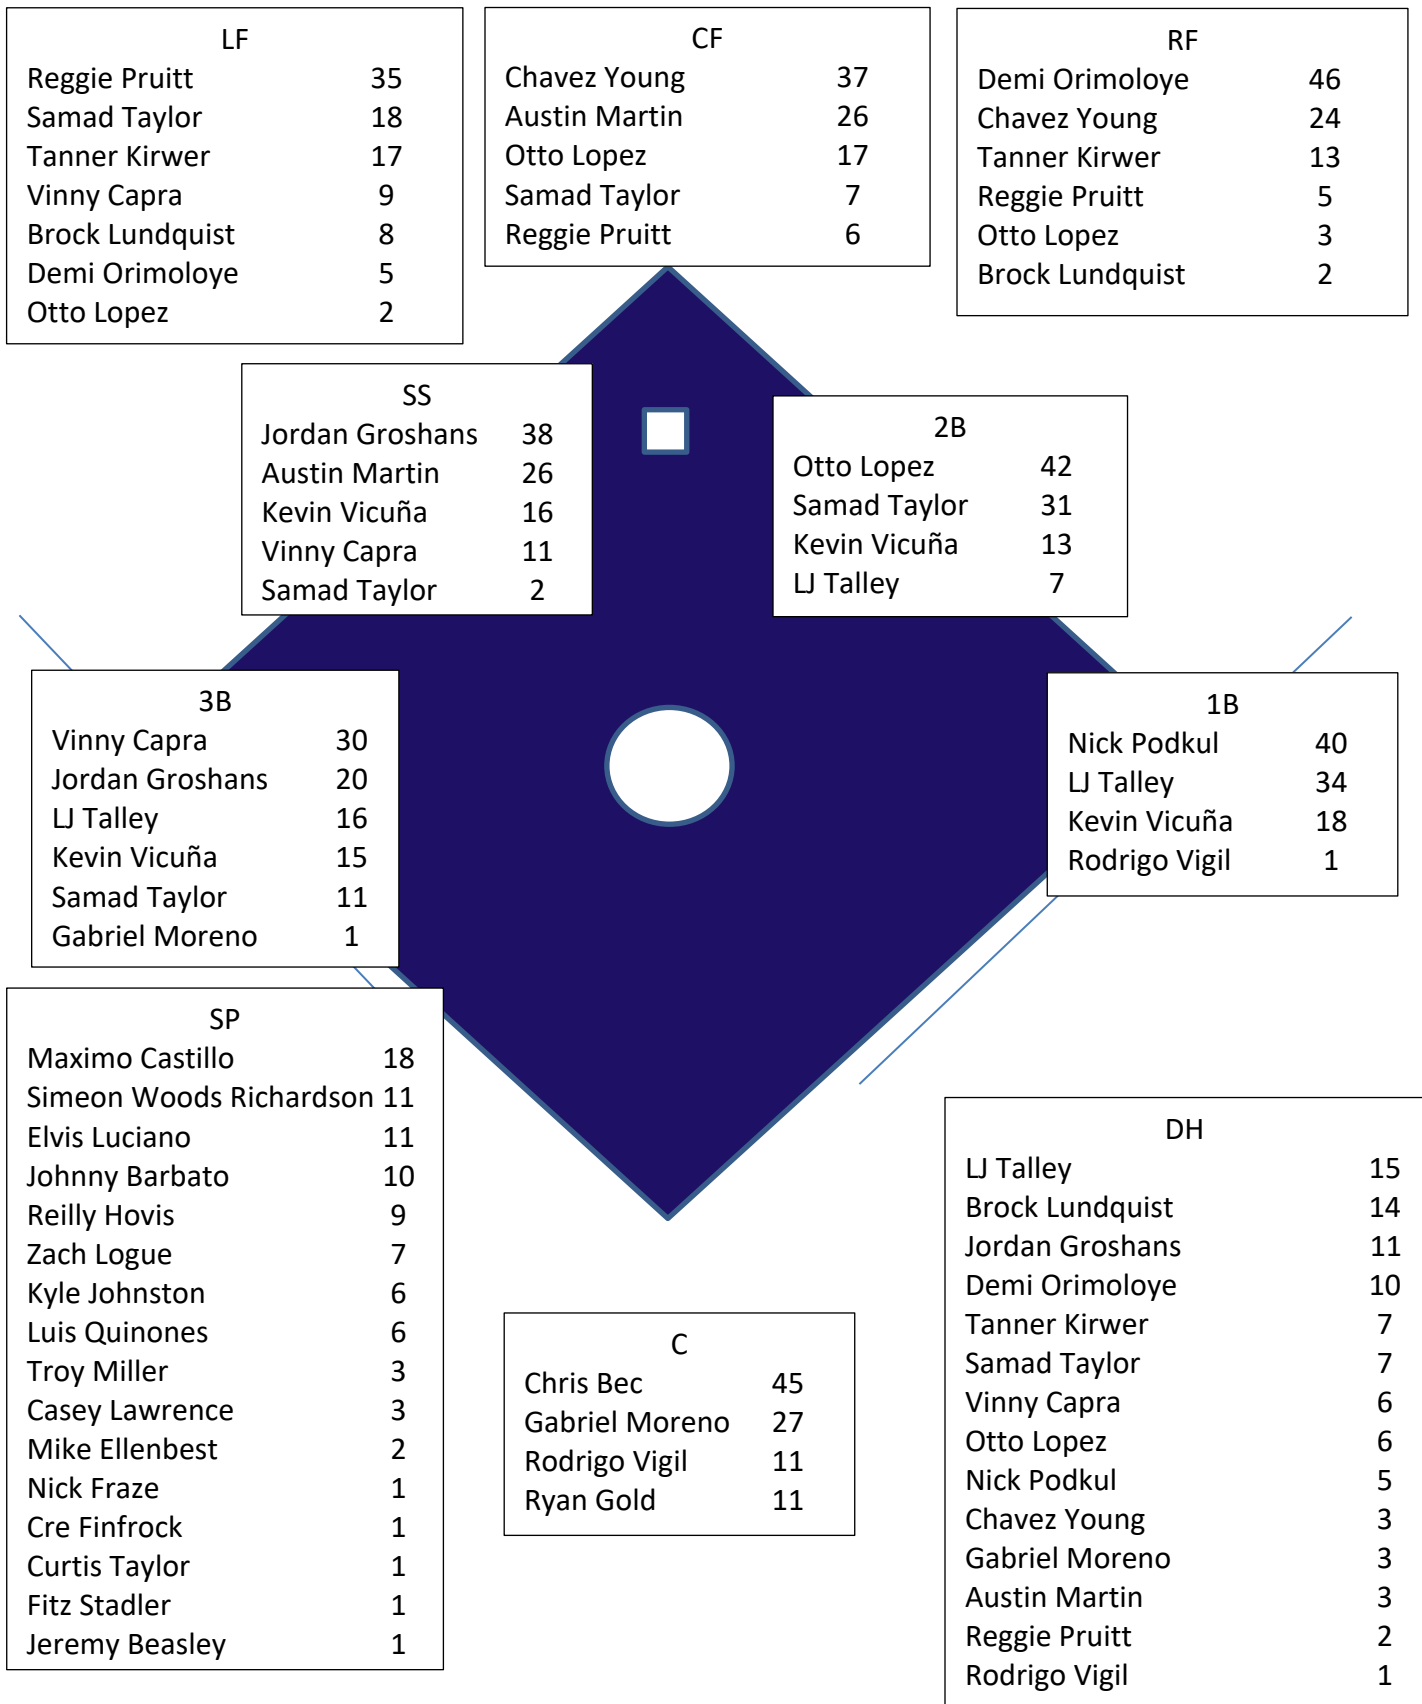 LF
Reggie Pruitt 35
Samad Taylor 18
Tanner Kirwer 17
Vinny Capra 9
Brock Lundquist 8
Demi Orimoloye 5
Otto Lopez 2
CF
Chavez Young 37
Austin Martin 26
Otto Lopez 17
Samad Taylor 7
Reggie Pruitt 6
RF
Demi Orimoloye 46
Chavez Young 24
Tanner Kirwer 13
Reggie Pruitt 5
Otto Lopez 3
Brock Lundquist 2
SS
Jordan Groshans 38
Austin Martin 26
Kevin Vicuña 16
Vinny Capra 11
Samad Taylor 2
2B
Otto Lopez 42
Samad Taylor 31
Kevin Vicuña 13
LJ Talley 7
3B
Vinny Capra 30
Jordan Groshans 20
LJ Talley 16
Kevin Vicuña 15
Samad Taylor 11
Gabriel Moreno 1
1B
Nick Podkul 40
LJ Talley 34
Kevin Vicuña 18
Rodrigo Vigil 1
SP
Maximo Castillo 18
Simeon Woods Richardson 11
Elvis Luciano 11
Johnny Barbato 10
Reilly Hovis 9
Zach Logue 7
Kyle Johnston 6
Luis Quinones 6
Troy Miller 3
Casey Lawrence 3
Mike Ellenbest 2
Nick Fraze 1
Cre Finfrock 1
Curtis Taylor 1
Fitz Stadler 1
Jeremy Beasley 1
C
Chris Bec 45
Gabriel Moreno 27
Rodrigo Vigil 11
Ryan Gold 11
DH
LJ Talley 15
Brock Lundquist 14
Jordan Groshans 11
Demi Orimoloye 10
Tanner Kirwer 7
Samad Taylor 7
Vinny Capra 6
Otto Lopez 6
Nick Podkul 5
Chavez Young 3
Gabriel Moreno 3
Austin Martin 3
Reggie Pruitt 2
Rodrigo Vigil 1